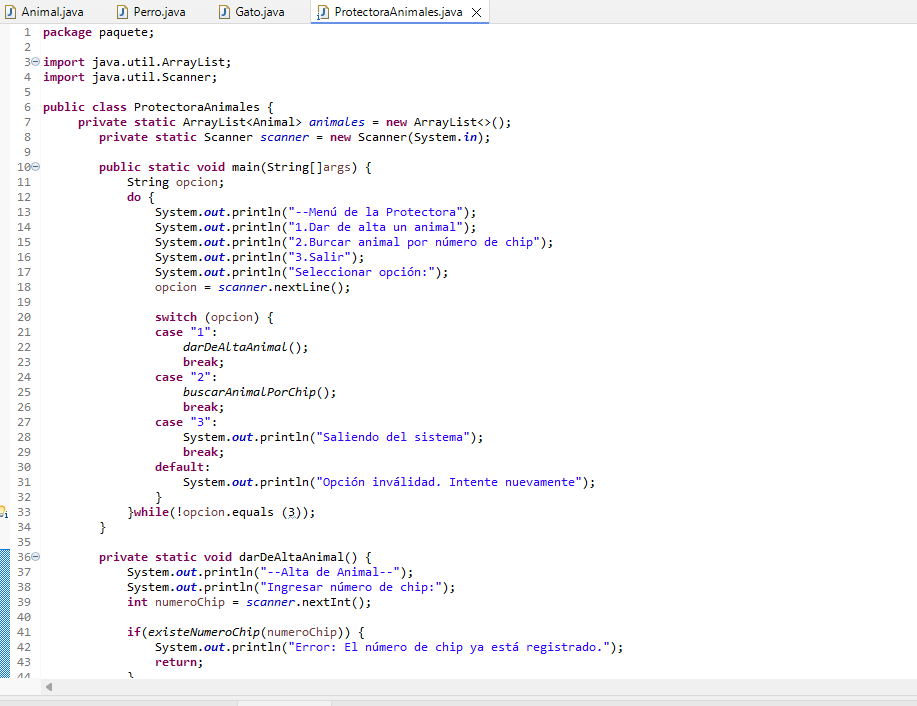 Animal.java Perro.java Gato.java ProtectoraAnimales.java
1 package paquete;
2
3 import java.util.ArrayList;
4 import java.util.Scanner;
5
6 public class ProtectoraAnimales {
7 private static ArrayList<Animal> animales = new ArrayList<>();
8 private static Scanner scanner = new Scanner(System.in);
9
10 public static void main(String[]args) {
11 String opcion;
12 do {
13 System.out.println("--Menú de la Protectora");
14 System.out.println("1.Dar de alta un animal");
15 System.out.println("2.Burcar animal por número de chip");
16 System.out.println("3.Salir");
17 System.out.println("Seleccionar opción:");
18 opcion = scanner.nextLine();
19
20 switch (opcion) {
21 case "1":
22 darDeAltaAnimal();
23 break;
24 case "2":
25 buscarAnimalPorChip();
26 break;
27 case "3":
28 System.out.println("Saliendo del sistema");
29 break;
30 default:
31 System.out.println("Opción inválidad. Intente nuevamente");
32 }
33 }while(!opcion.equals (3));
34 }
35
36 private static void darDeAltaAnimal() {
37 System.out.println("--Alta de Animal--");
38 System.out.println("Ingresar número de chip:");
39 int numeroChip = scanner.nextInt();
40
41 if(existeNumeroChip(numeroChip)) {
42 System.out.println("Error: El número de chip ya está registrado.");
43 return;
44 }